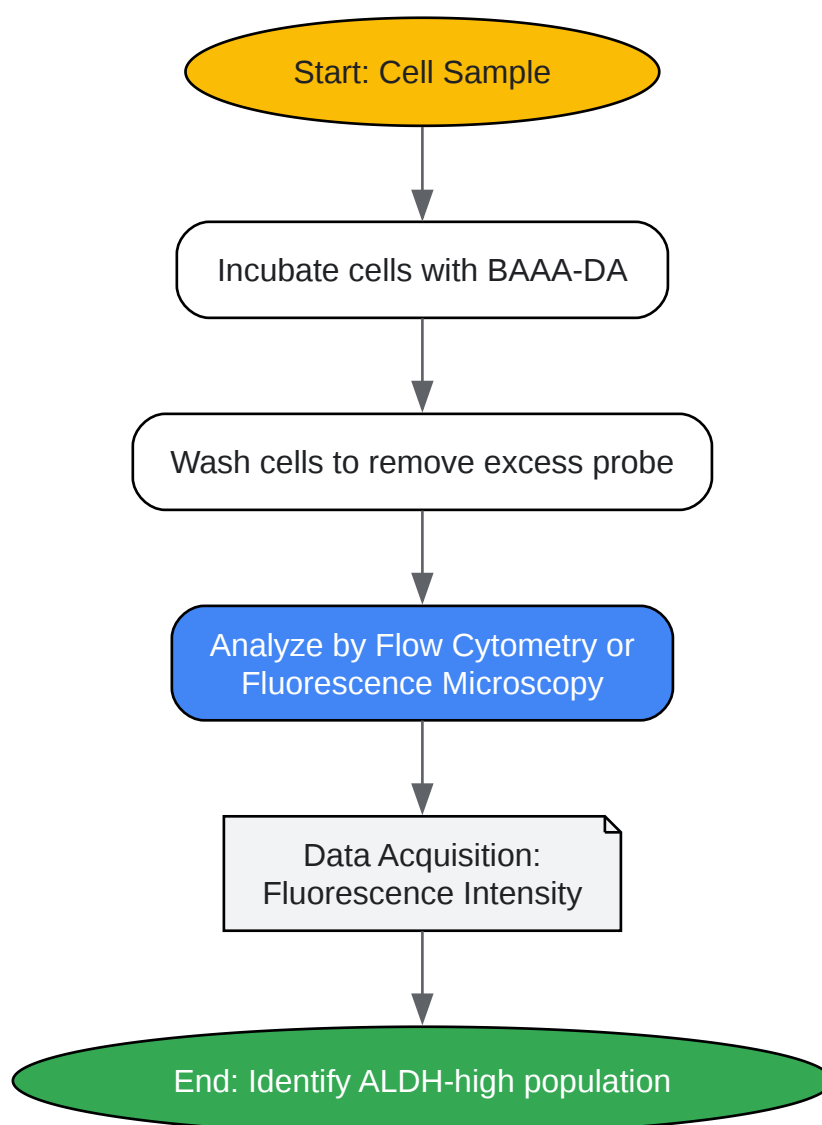 Start: Cell Sample
Incubate cells with BAAA-DA
Wash cells to remove excess probe
Analyze by Flow Cytometry or
Fluorescence Microscopy
Data Acquisition:
Fluorescence Intensity
End: Identify ALDH-high population